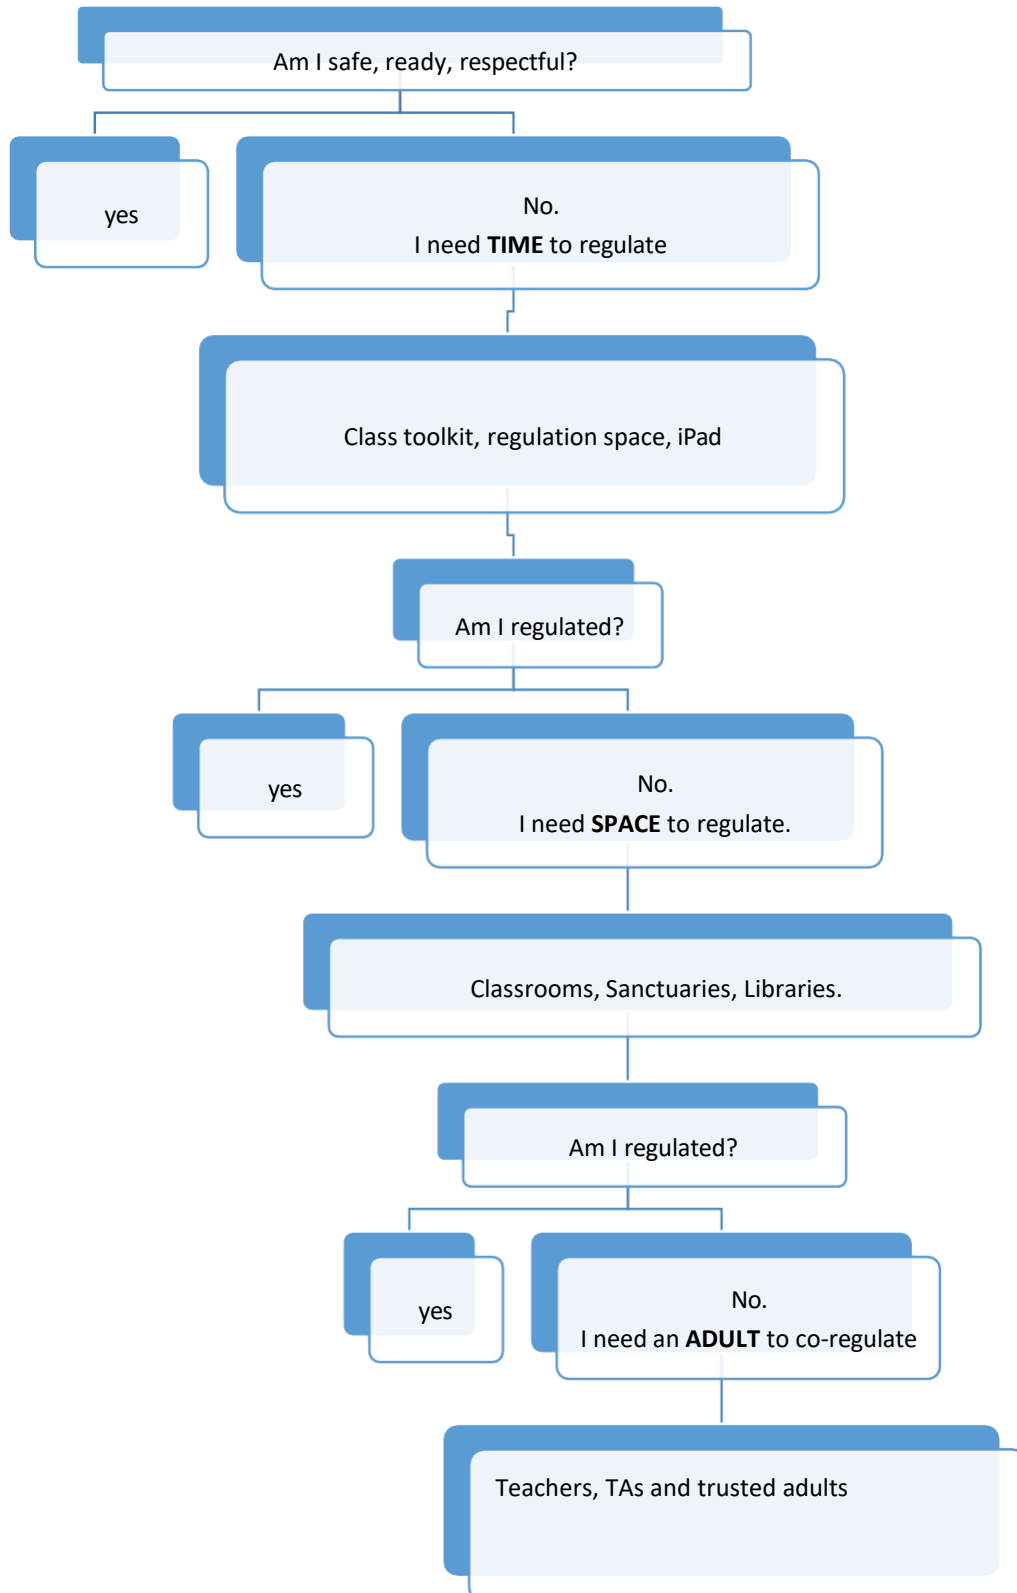 Am I safe, ready, respectful?
yes
No.
I need TIME to regulate
Class toolkit, regulation space, iPad
Am I regulated?
yes
No.
I need SPACE to regulate.
Classrooms, Sanctuaries, Libraries.
Am I regulated?
yes
No.
I need an ADULT to co-regulate
Teachers, TAs and trusted adults